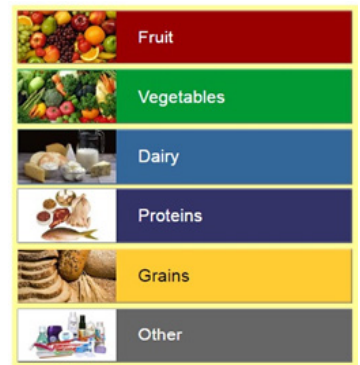 Fruit
Vegetables
Dairy
Proteins
Grains
Other